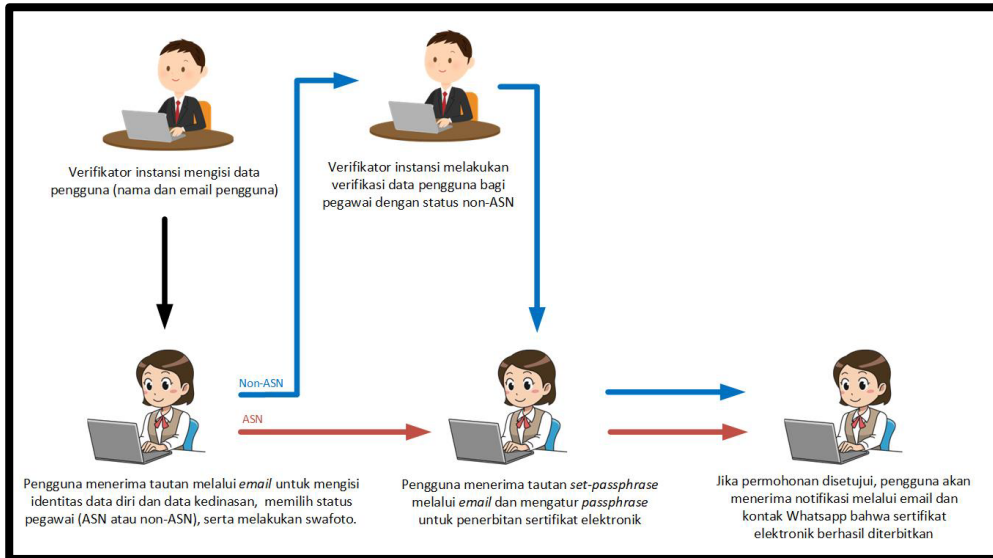 Verifikator instansi mengisi data
pengguna (nama dan email pengguna)
Verifikator instansi melakukan
verifikasi data pengguna bagi
pegawai dengan status non-ASN
Non-ASN
ASN
Pengguna menerima tautan melalui email untuk mengisi
identitas data diri dan data kedinasan, memilih status
pegawai (ASN atau non-ASN), serta melakukan swafoto.
Pengguna menerima tautan set-passphrase
melalui email dan mengatur passphrase
untuk penerbitan sertifikat elektronik
Jika permohonan disetujui, pengguna akan
menerima notifikasi melalui email dan
kontak Whatsapp bahwa sertifikat
elektronik berhasil diterbitkan